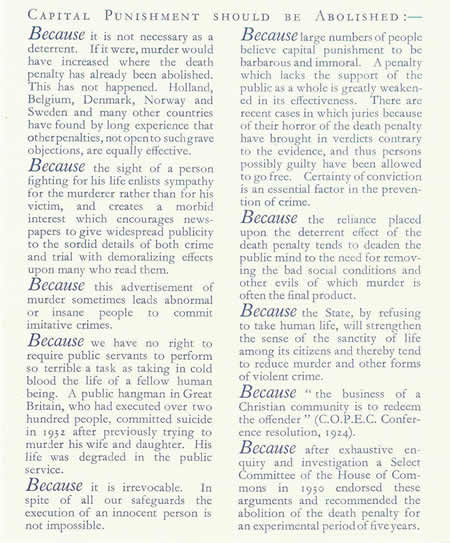 CAPITAL PUNISHMENT SHOULD BE ABOLISHED:—
Because it is not necessary as a
deterrent. If it were, murder would
have increased where the death
penalty has already been abolished.
This has not happened. Holland,
Belgium, Denmark, Norway and
Sweden and many other countries
have found by long experience that
other penalties, not open to such grave
objections, are equally effective.
Because the sight of a person
fighting for his life enlists sympathy
for the murderer rather than for his
victim, and creates a morbid
interest which encourages news-
papers to give widespread publicity
to the sordid details of both crime
and trial with demoralizing effects
upon many who read them.
Because this advertisement of
murder sometimes leads abnormal
or insane people to commit
imitative crimes.
Because we have no right to
require public servants to perform
so terrible a task as taking in cold
blood the life of a fellow human
being. A public hangman in Great
Britain, who had executed over two
hundred people, committed suicide
in 1932 after previously trying to
murder his wife and daughter. His
life was degraded in the public
service.
Because it is irrevocable. In
spite of all our safeguards the
execution of an innocent person is
not impossible.
Because large numbers of people
believe capital punishment to be
barbarous and immoral. A penalty
which lacks the support of the
public as a whole is greatly weaken-
ed in its effectiveness. There are
recent cases in which juries because
of their horror of the death penalty
have brought in verdicts contrary
to the evidence, and thus persons
possibly guilty have been allowed
to go free. Certainty of conviction
is an essential factor in the preven-
tion of crime.
Because the reliance placed
upon the deterrent effect of the
death penalty tends to deaden the
public mind to the need for remov-
ing the bad social conditions and
other evils of which murder is
often the final product.
Because the State, by refusing
to take human life, will strengthen
the sense of the sanctity of life
among its citizens and thereby tend
to reduce murder and other forms
of violent crime.
Because "the business of a
Christian community is to redeem
the offender" (C.O.P.E.C. Confer-
ence resolution, 1924).
Because after exhaustive en-
quiry and investigation a Select
Committee of the House of Com-
mons in 1930 endorsed these
arguments and recommended the
abolition of the death penalty for
an experimental period of five years.